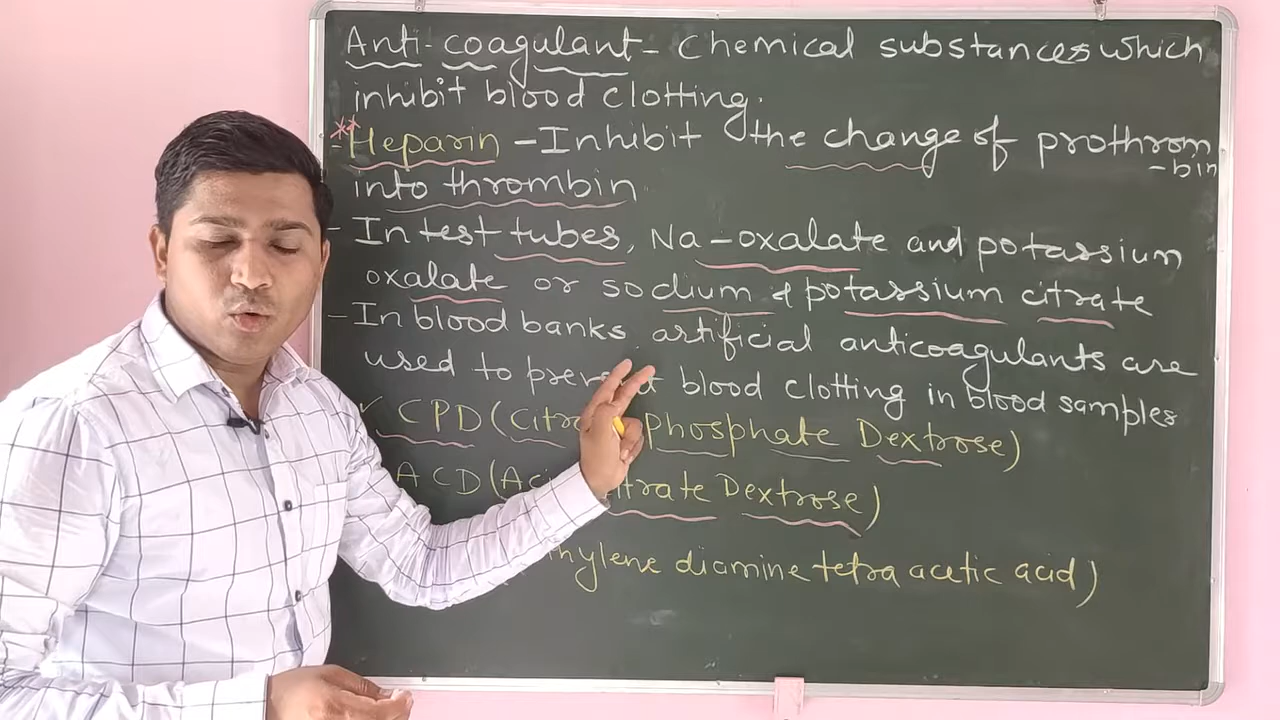 Anti-coagulant - Chemical substances which
inhibit blood clotting.
** - Heparin - Inhibit the change of prothrom
-bin
into thrombin
- In test tubes, Na-oxalate and potassium
oxalate or sodium & potassium citrate
- In blood banks, artificial anticoagulants are
used to blood clotting in blood samples
✓ CPD (Phosphate Dextrose)
ACD (Dextrose)
diamine tetra acetic acid)